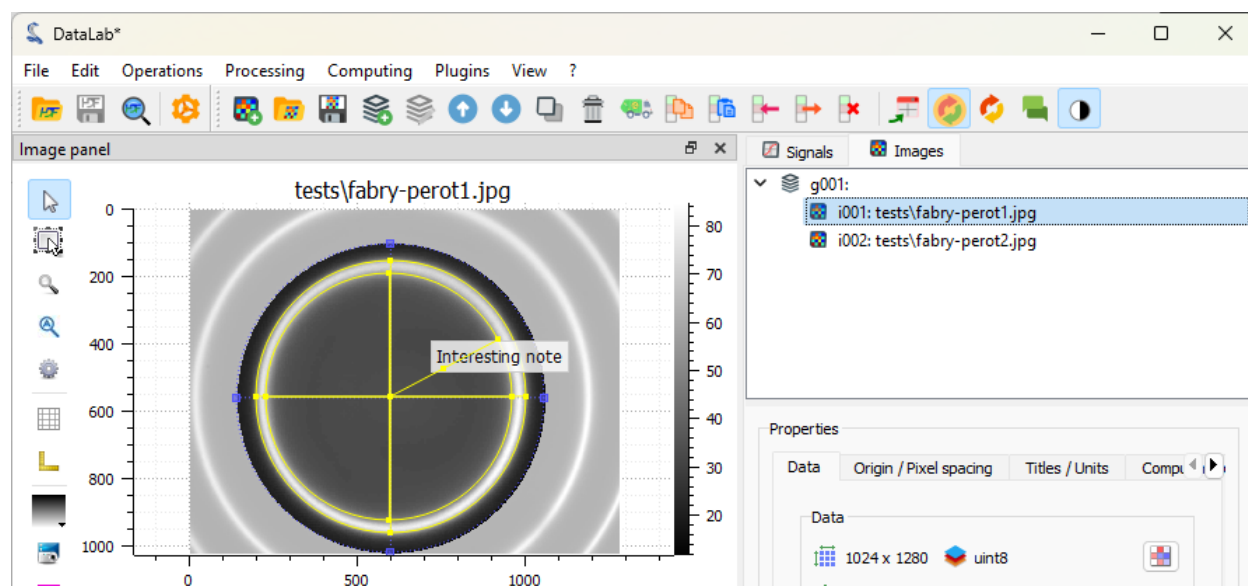 DataLab*
File Edit Operations Processing Computing Plugins View ?
Image panel
Signals Images
g001:
i001: tests\fabry-perot1.jpg
i002: tests\fabry-perot2.jpg
tests\fabry-perot1.jpg
0
200
400
600
800
1000
0 500 1000
80
70
60
50
40
30
20
Interesting note
Properties
Data Origin / Pixel spacing Titles / Units
Data
1024 x 1280 uint8